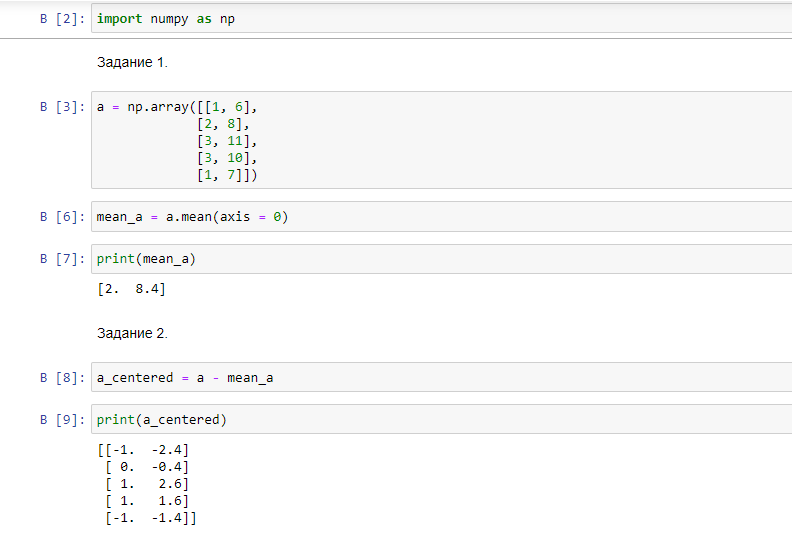 В [2]: import numpy as np
Задание 1.
В [3]: a = np.array([[1, 6],
[2, 8],
[3, 11],
[3, 10],
[1, 7]])
В [6]: mean_a = a.mean(axis = 0)
В [7]: print(mean_a)
[2.  8.4]
Задание 2.
В [8]: a_centered = a - mean_a
В [9]: print(a_centered)
[[-1.  -2.4]
[ 0.  -0.4]
[ 1.   2.6]
[ 1.   1.6]
[-1.  -1.4]]